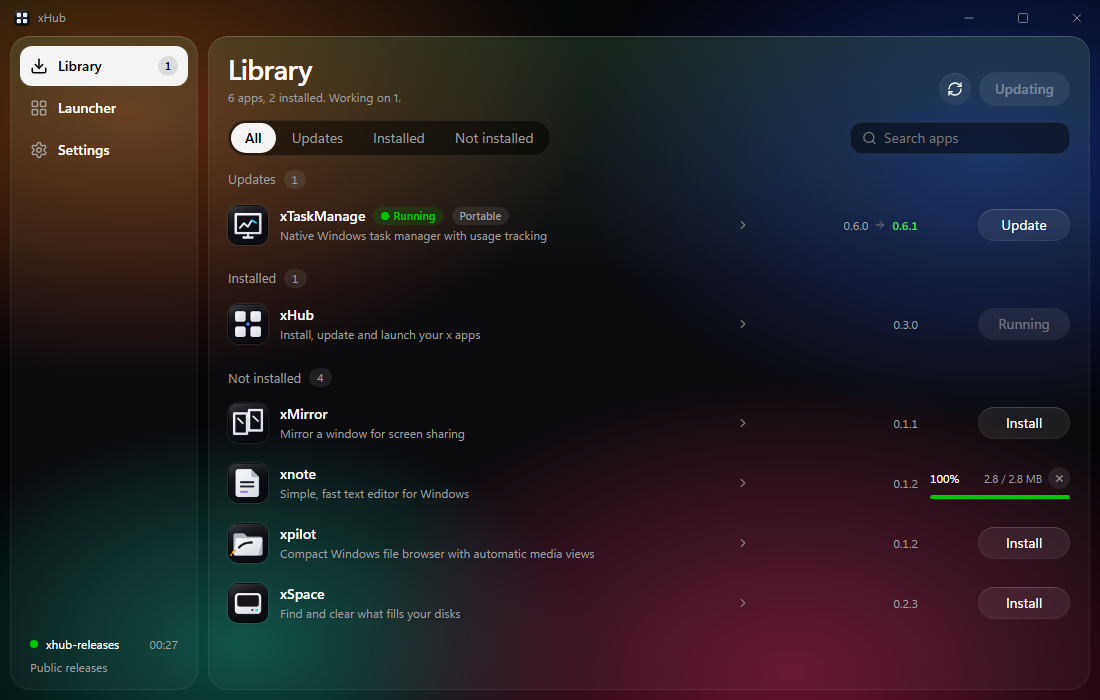 xHub
Library 1
Launcher
Settings
xhub-releases 00:27
Public releases
Library
6 apps, 2 installed. Working on 1.
Updating
All Updates Installed Not installed
Search apps
Updates 1
xTaskManage Running Portable
Native Windows task manager with usage tracking
0.6.0 → 0.6.1
Update
Installed 1
xHub
Install, update and launch your x apps
0.3.0
Running
Not installed 4
xMirror
Mirror a window for screen sharing
0.1.1
Install
xnote
Simple, fast text editor for Windows
0.1.2
100% 2.8 / 2.8 MB
xpilot
Compact Windows file browser with automatic media views
0.1.2
Install
xSpace
Find and clear what fills your disks
0.2.3
Install